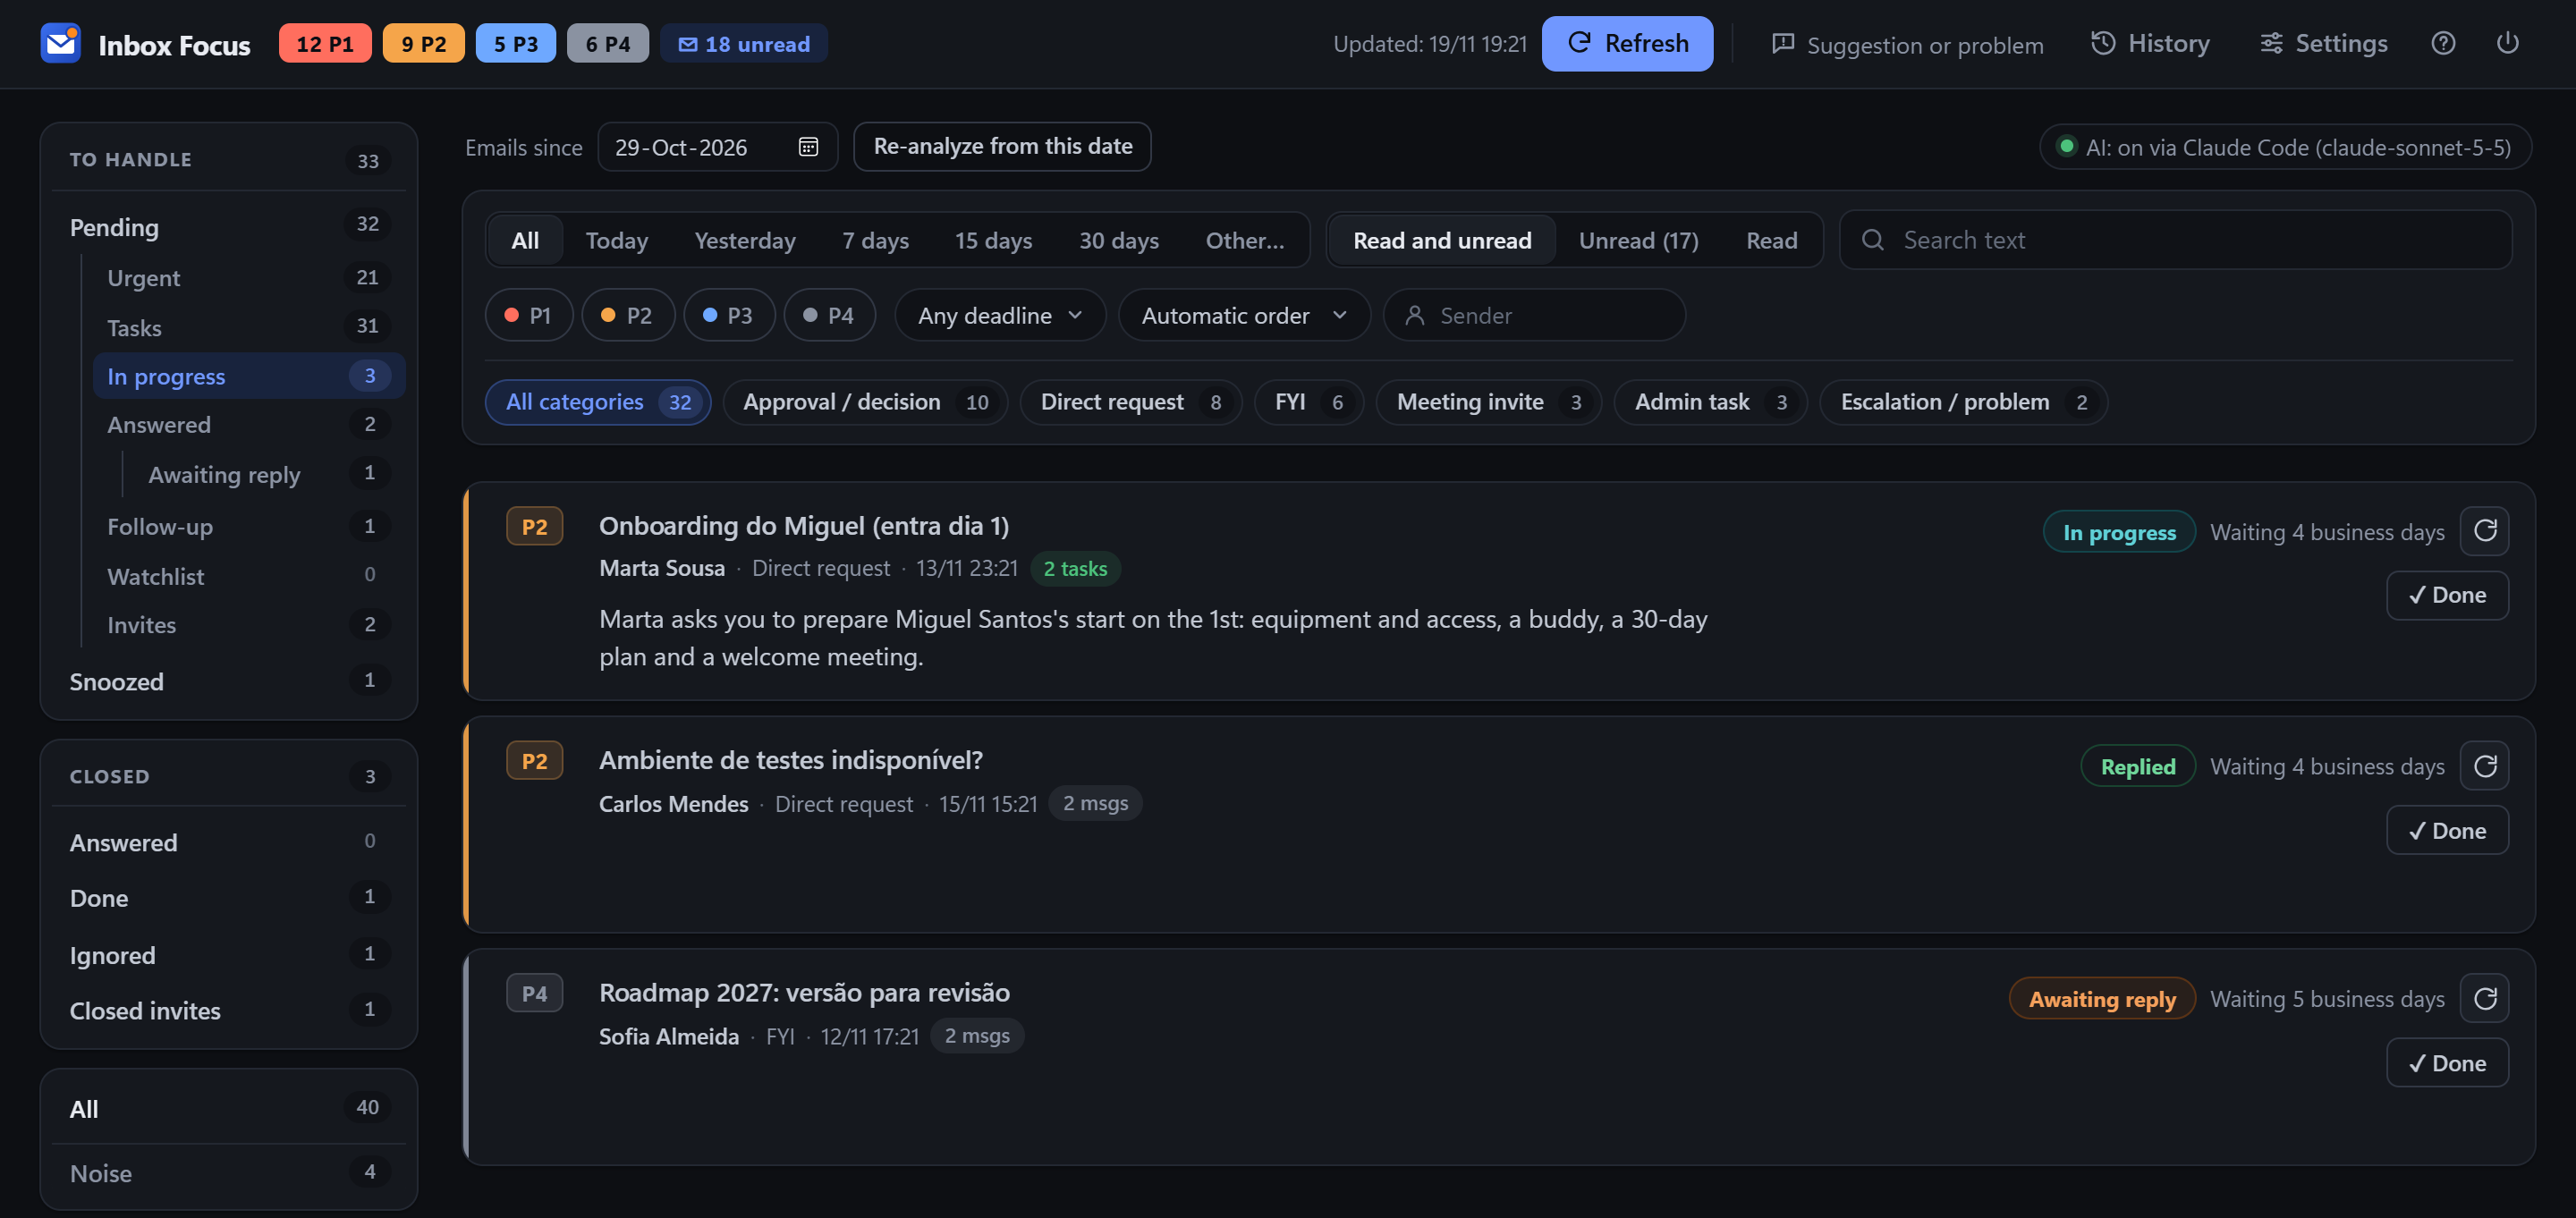 Inbox Focus 12 P1 9 P2 5 P3 6 P4 18 unread Updated: 19/11 19:21 Refresh Suggestion or problem History Settings
TO HANDLE 33
Pending 32
Urgent 21
Tasks 31
In progress 3
Answered 2
Awaiting reply 1
Follow-up 1
Watchlist 0
Invites 2
Snoozed 1
CLOSED 3
Answered 0
Done 1
Ignored 1
Closed invites 1
All 40
Noise 4
Emails since 29-Oct-2026 Re-analyze from this date AI: on via Claude Code (claude-sonnet-5-5)
All Today Yesterday 7 days 15 days 30 days Other... Read and unread Unread (17) Read Search text
P1 P2 P3 P4 Any deadline Automatic order Sender
All categories 32 Approval / decision 10 Direct request 8 FYI 6 Meeting invite 3 Admin task 3 Escalation / problem 2
P2 Onboarding do Miguel (entra dia 1) In progress Waiting 4 business days
Marta Sousa · Direct request · 13/11 23:21 2 tasks
✓ Done
Marta asks you to prepare Miguel Santos's start on the 1st: equipment and access, a buddy, a 30-day
plan and a welcome meeting.
P2 Ambiente de testes indisponível? Replied Waiting 4 business days
Carlos Mendes · Direct request · 15/11 15:21 2 msgs
✓ Done
P4 Roadmap 2027: versão para revisão Awaiting reply Waiting 5 business days
Sofia Almeida · FYI · 12/11 17:21 2 msgs
✓ Done